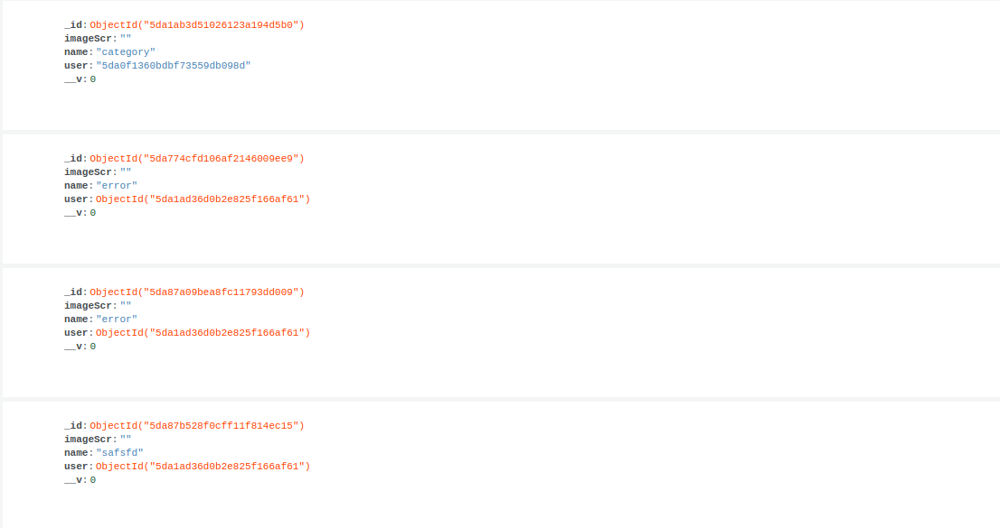 _id: ObjectId("5da1ab3d51026123a194d5b0")
imageScr: ""
name: "category"
user: "5da0f1360bdbf73559db098d"
__v: 0
_id: ObjectId("5da774cfd106af2146009ee9")
imageScr: ""
name: "error"
user: ObjectId("5da1ad36d0b2e825f166af61")
__v: 0
_id: ObjectId("5da87a09bea8fc11793dd009")
imageScr: ""
name: "error"
user: ObjectId("5da1ad36d0b2e825f166af61")
__v: 0
_id: ObjectId("5da87b528f0cff11f814ec15")
imageScr: ""
name: "safsfd"
user: ObjectId("5da1ad36d0b2e825f166af61")
__v: 0